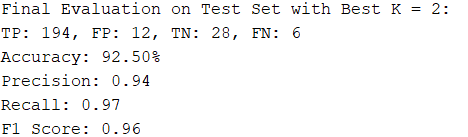 Final Evaluation on Test Set with Best K = 2:
TP: 194, FP: 12, TN: 28, FN: 6
Accuracy: 92.50%
Precision: 0.94
Recall: 0.97
F1 Score: 0.96